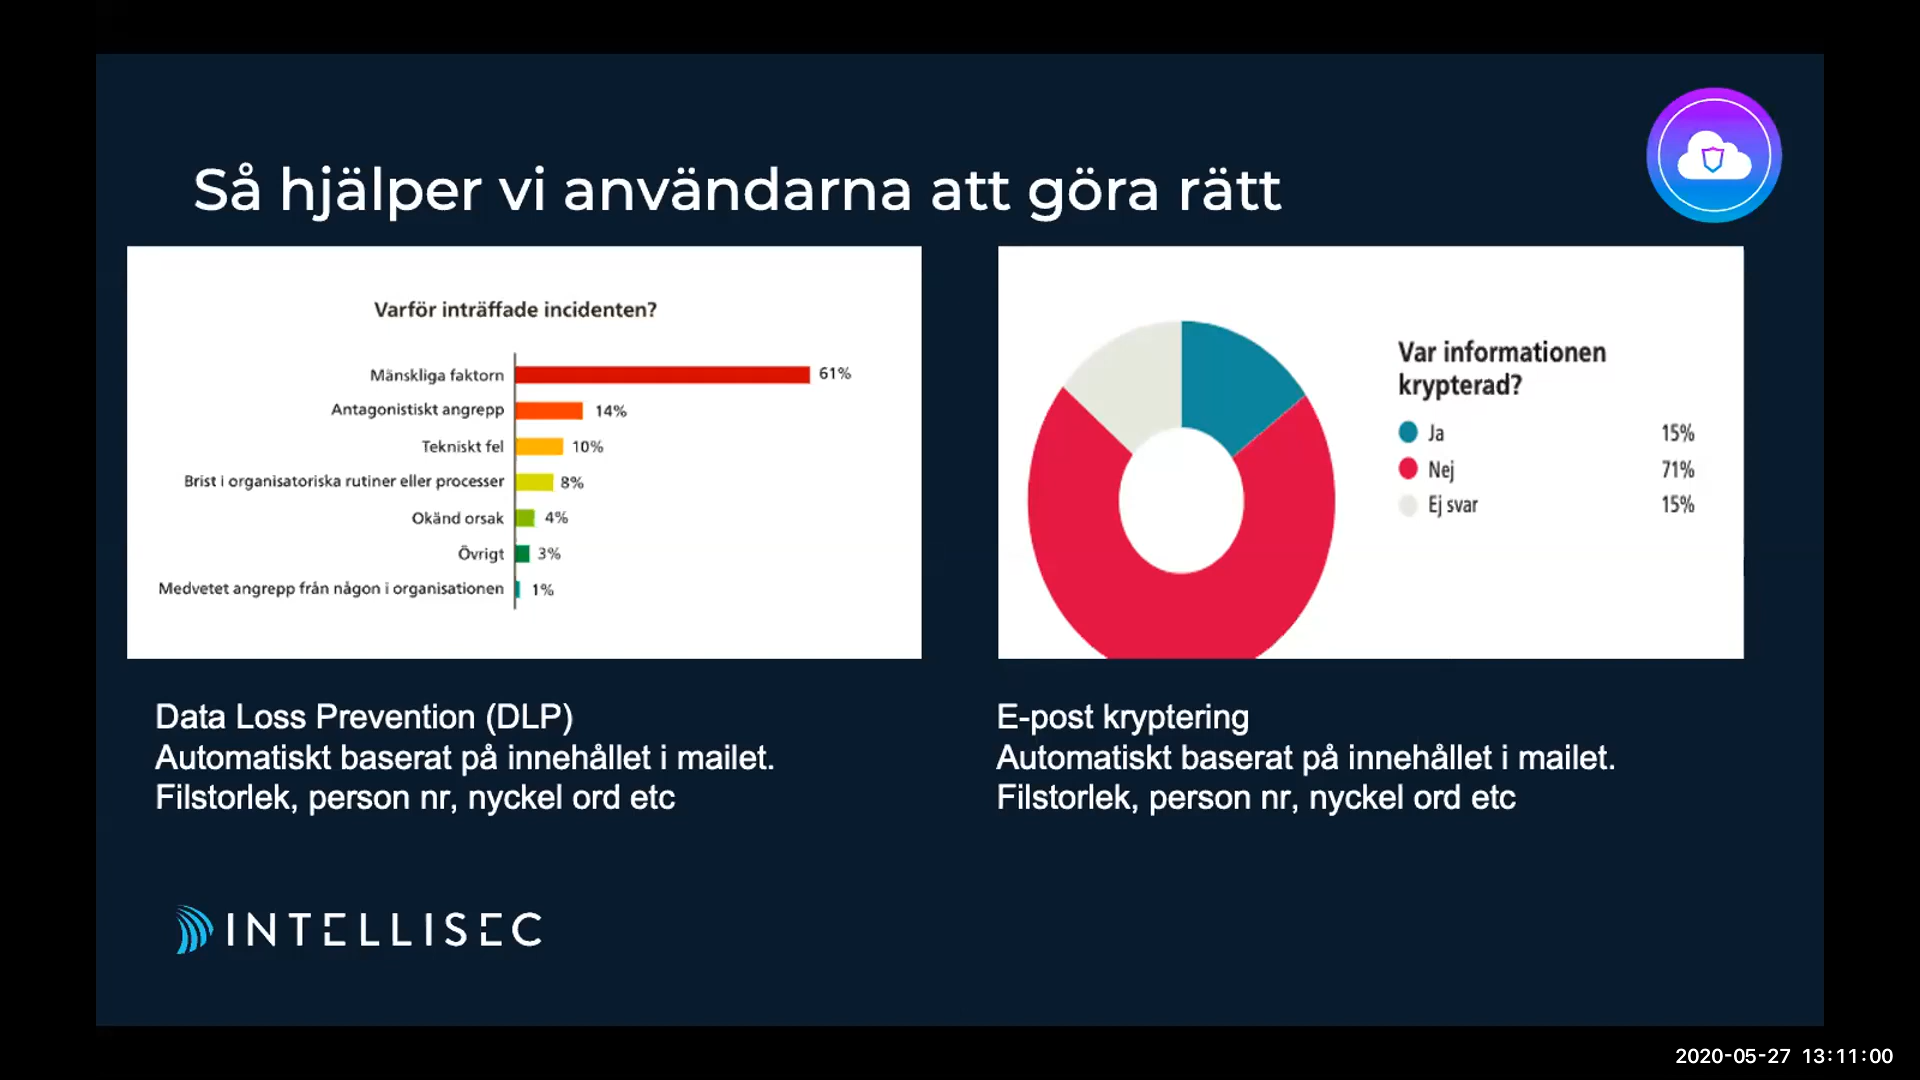 Så hjälper vi användarna att göra rätt
Varför inträffade incidenten?
Mänskliga faktorn 61%
Antagonistiskt angrepp 14%
Tekniskt fel 10%
Brist i organisatoriska rutiner eller processer 8%
Okänd orsak 4%
Övrigt 3%
Medvetet angrepp från någon i organisationen 1%
Var informationen
krypterad?
Ja 15%
Nej 71%
Ej svar 15%
Data Loss Prevention (DLP)
Automatiskt baserat på innehållet i mailet.
Filstorlek, person nr, nyckel ord etc
E-post kryptering
Automatiskt baserat på innehållet i mailet.
Filstorlek, person nr, nyckel ord etc
INTELLISEC
2020-05-27 13:11:00